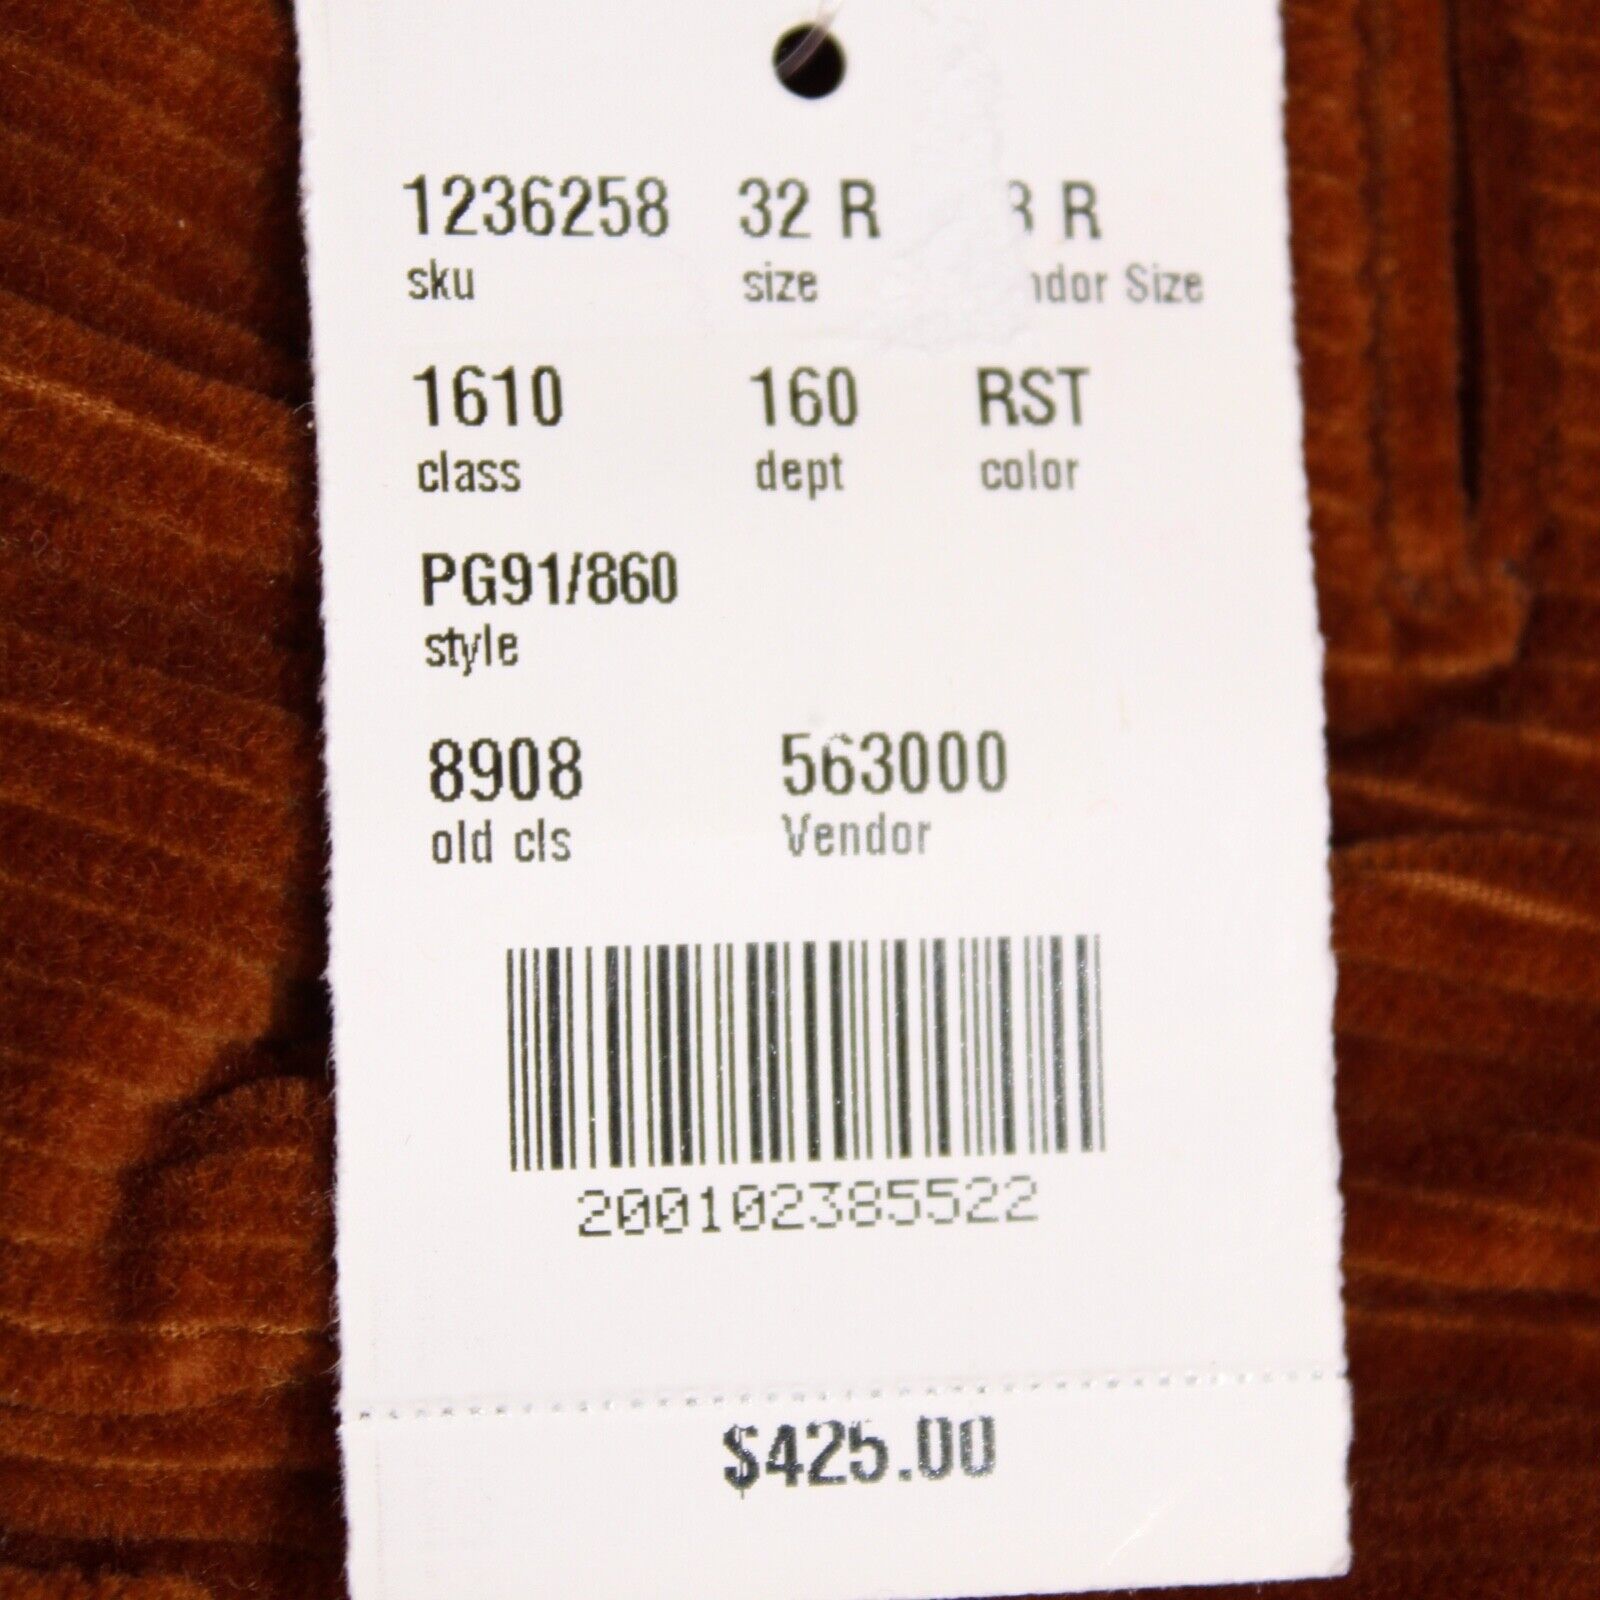 1236258 32 R R
sku size Size
1610 160 RST
class dept color
PG91/860
style
8908 563000
old cls Vendor
200102385522
$425.00